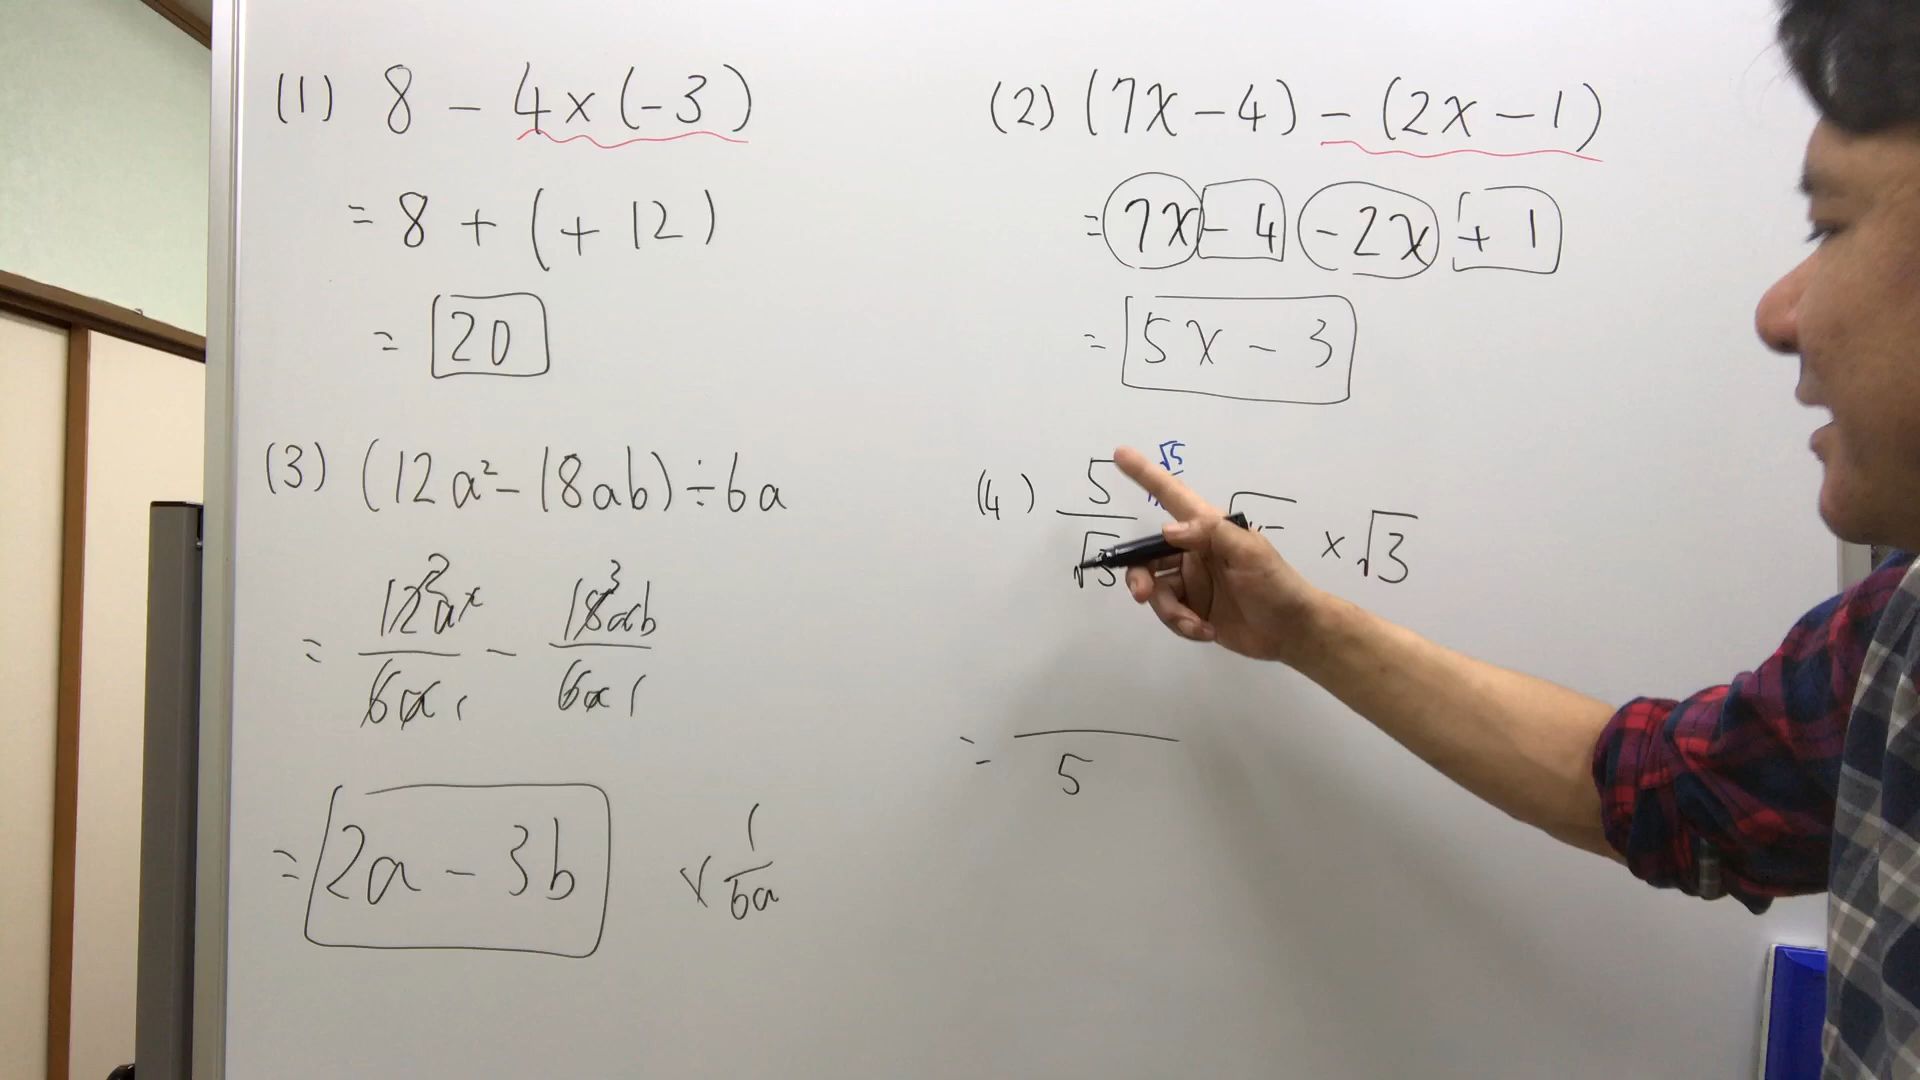 (1) 8 - 4×(-3)
= 8 + (+12)
= 20
(2) (7x-4)-(2x-1)
= 7x-4 -2x +1
= 5x-3
(3) (12a²-18ab)÷6a
= 12a²/6a - 18ab/6a
2 3
1 1
= 2a-3b
× 1/6a
(4) 5/√5 √5 × √3
= /5